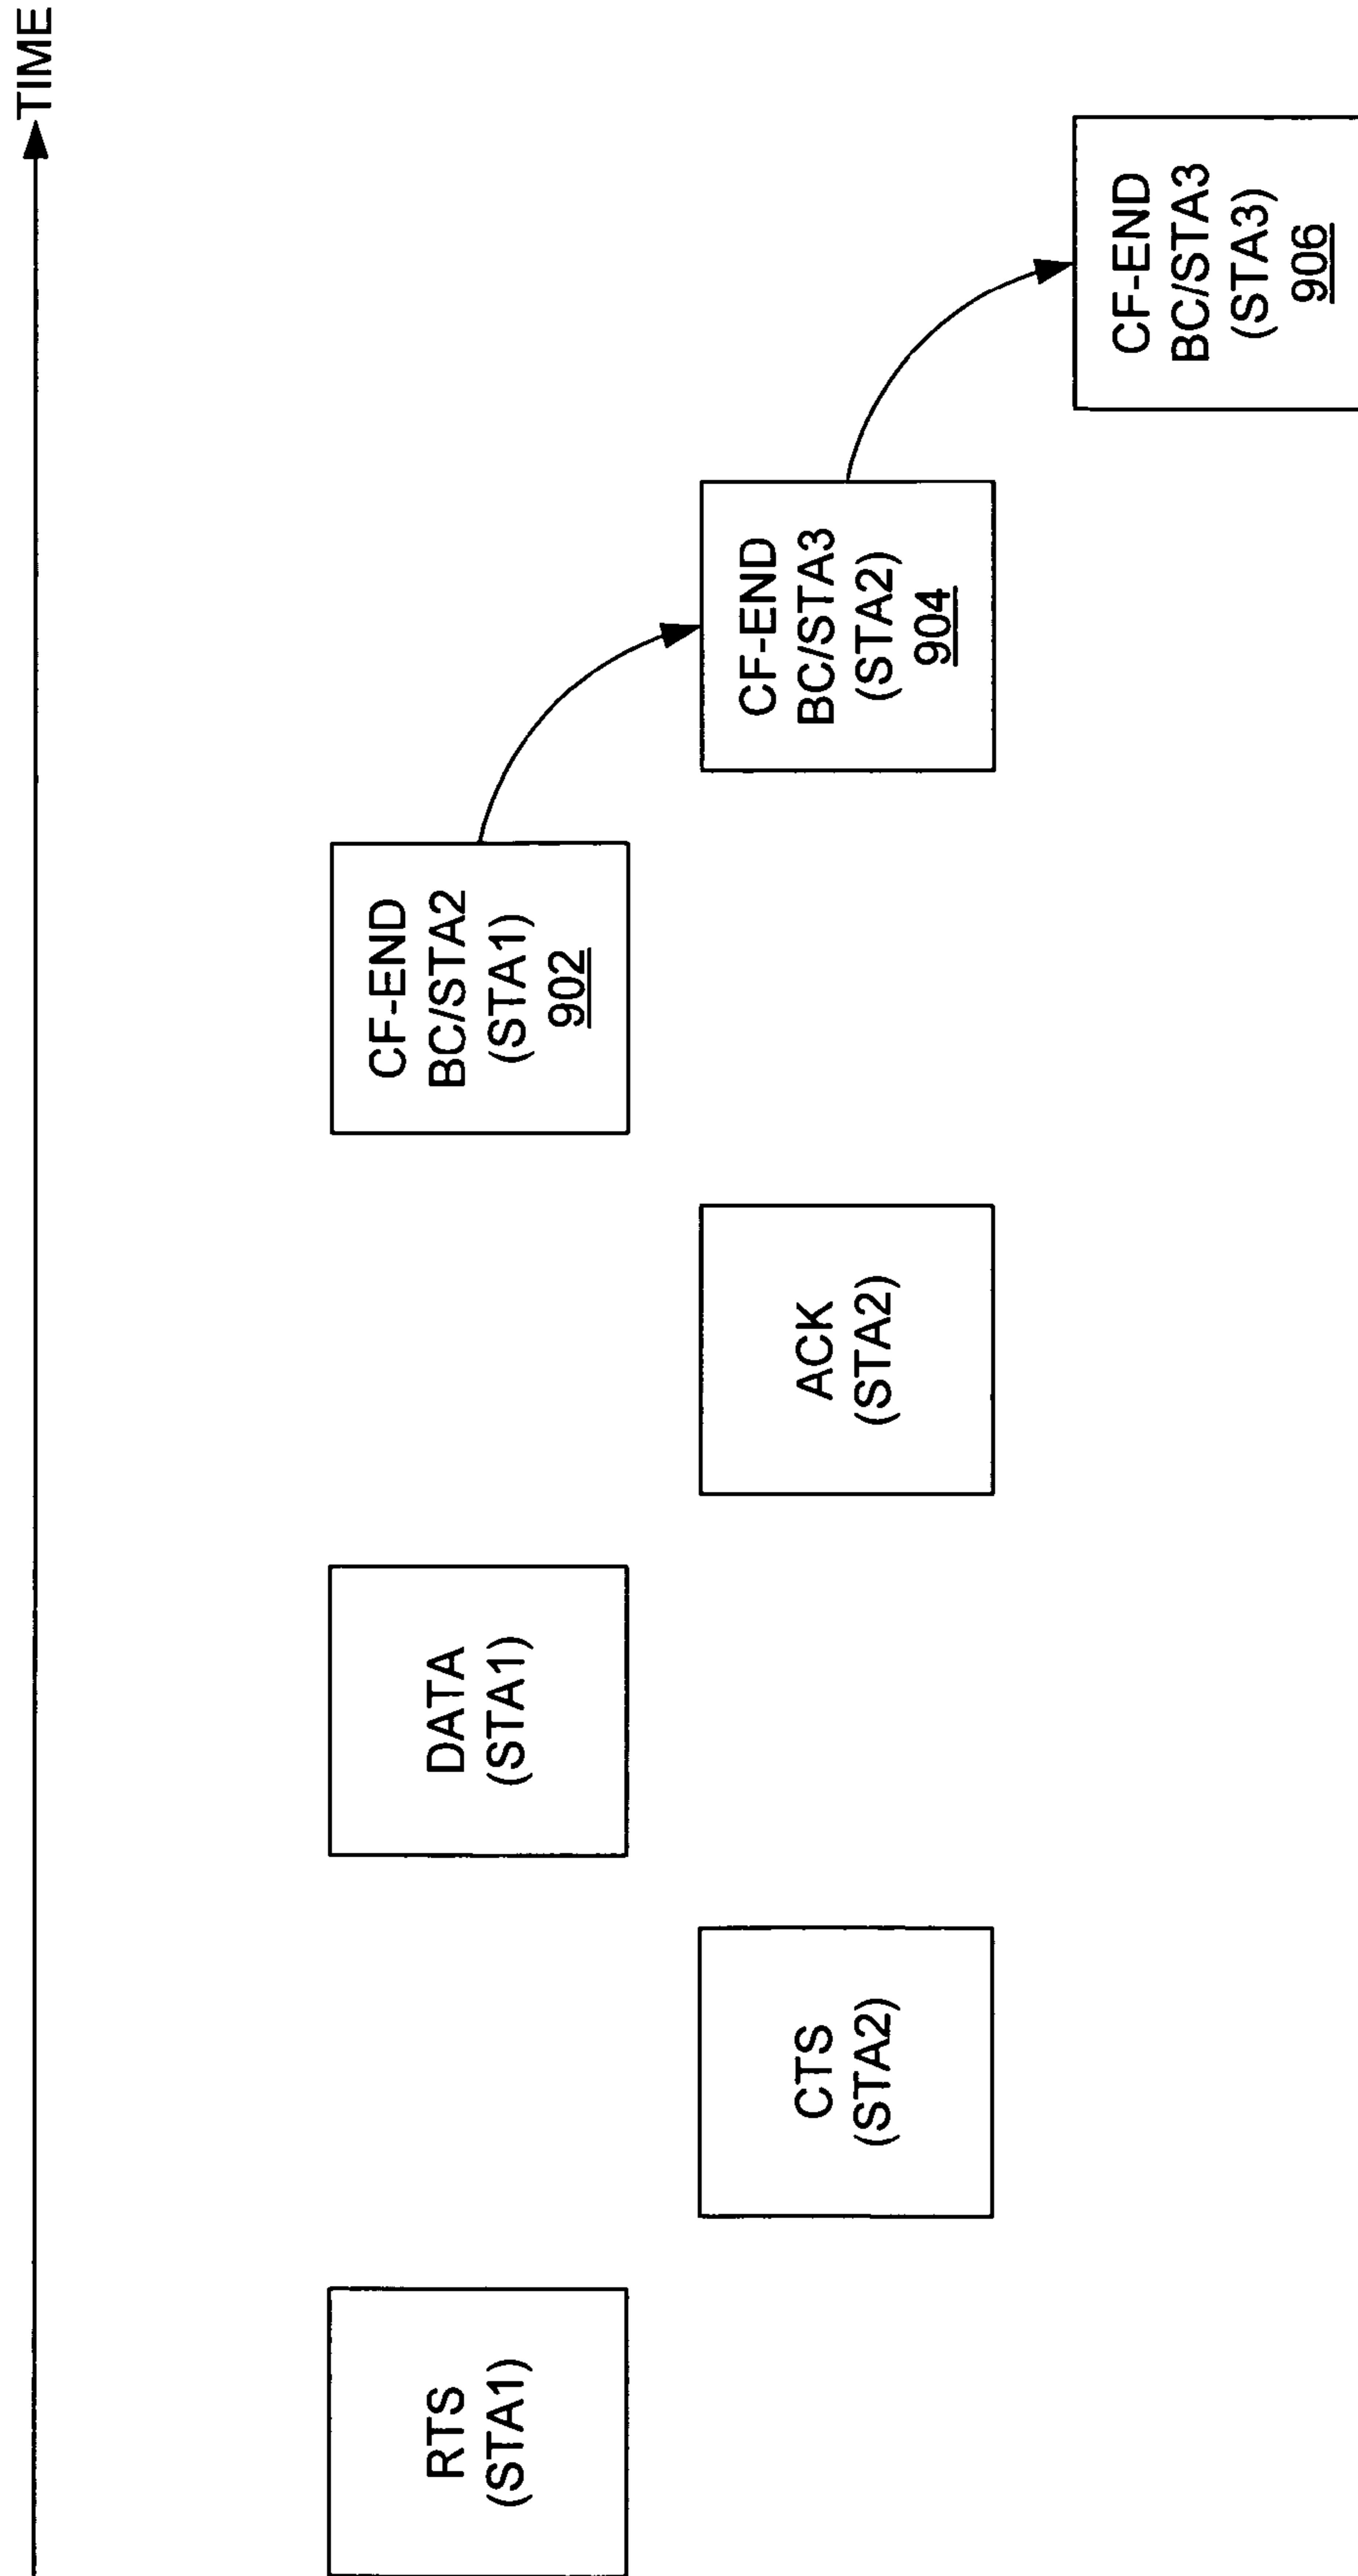 TIME
RTS
(STA1)
CTS
(STA2)
DATA
(STA1)
ACK
(STA2)
CF-END
BC/STA2
(STA1)
902
CF-END
BC/STA3
(STA2)
904
CF-END
BC/STA3
(STA3)
906